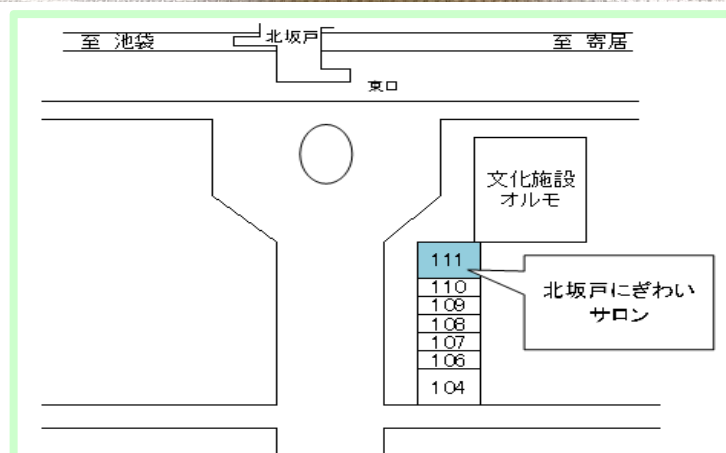 至 池袋
北坂戸
至 寄居
東口
文化施設
オルモ
111
110
109
108
107
106
104
北坂戸にぎわい
サロン